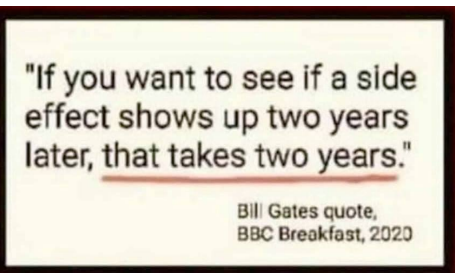 "If you want to see if a side
effect shows up two years
later, that takes two years."
Bill Gates quote,
BBC Breakfast, 2020